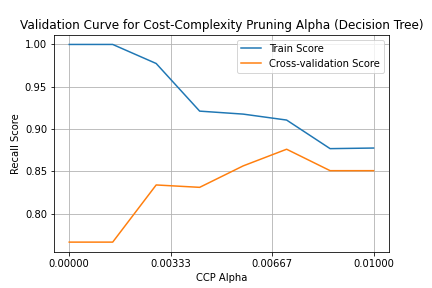 Validation Curve for Cost-Complexity Pruning Alpha (Decision Tree)
Train Score
Cross-validation Score
Recall Score
1.00
0.95
0.90
0.85
0.80
0.00000 0.00333 0.00667 0.01000
CCP Alpha